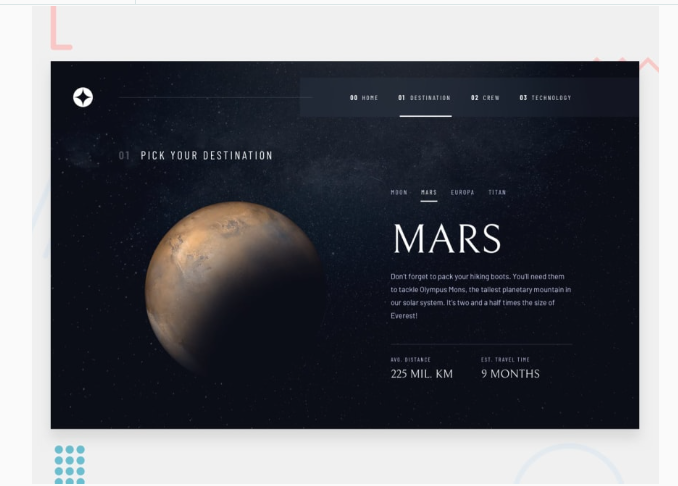 00 HOME 01 DESTINATION 02 CREW 03 TECHNOLOGY
01 PICK YOUR DESTINATION
MOON MARS EUROPA TITAN
MARS
Don't forget to pack your hiking boots. You'll need them
to tackle Olympus Mons, the tallest planetary mountain in
our solar system. It's two and a half times the size of
Everest!
AVG. DISTANCE EST. TRAVEL TIME
225 MIL. KM 9 MONTHS